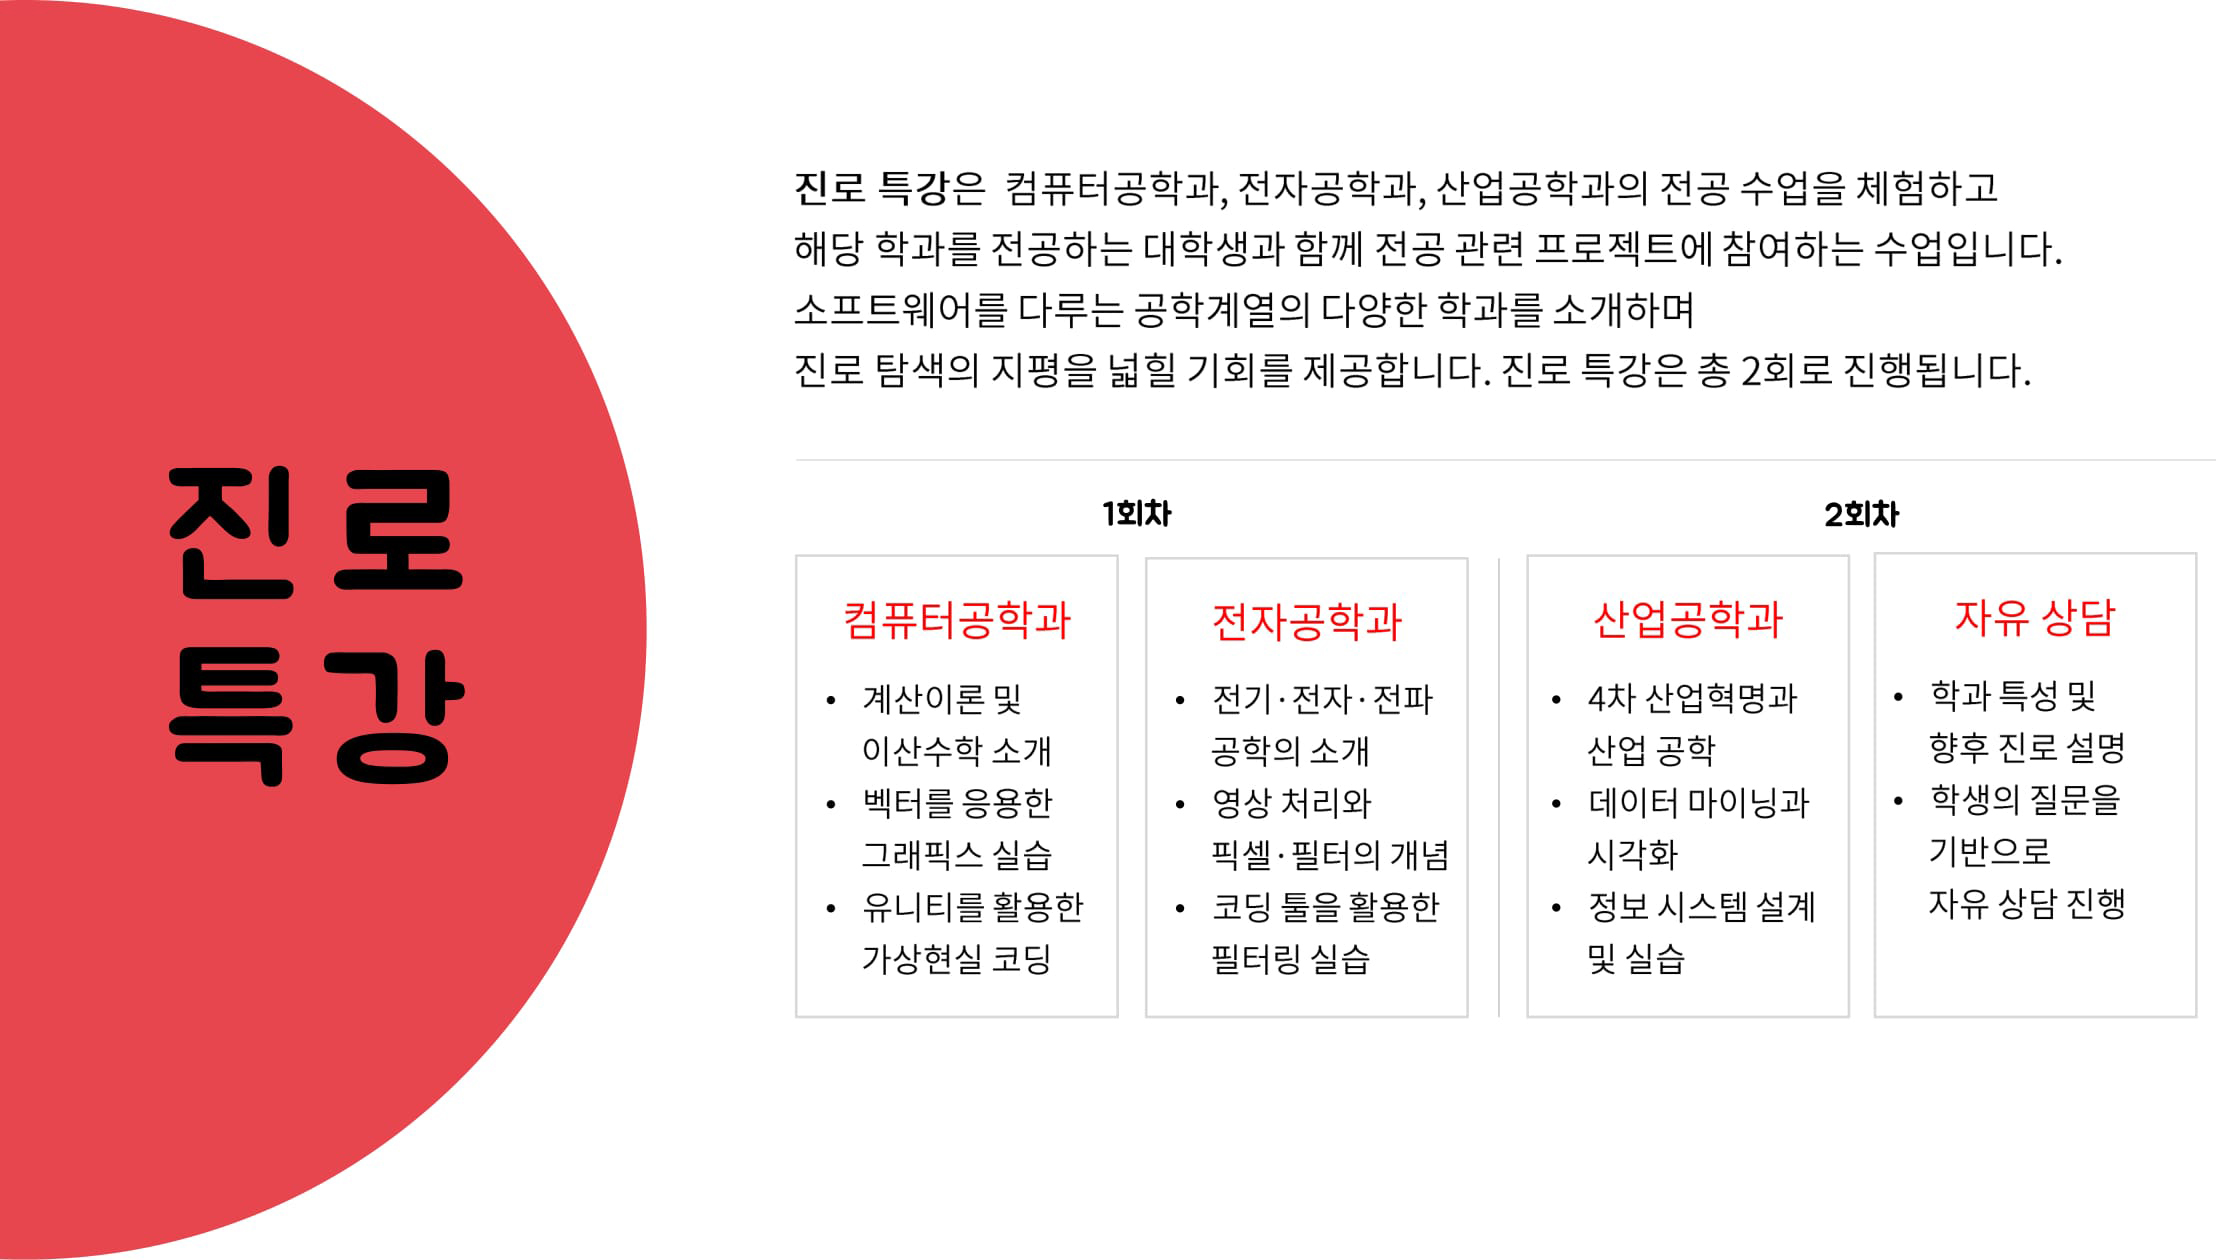 진로
특강
진로 특강은 컴퓨터공학과, 전자공학과, 산업공학과의 전공 수업을 체험하고
해당 학과를 전공하는 대학생과 함께 전공 관련 프로젝트에 참여하는 수업입니다.
소프트웨어를 다루는 공학계열의 다양한 학과를 소개하며
진로 탐색의 지평을 넓힐 기회를 제공합니다. 진로 특강은 총 2회로 진행됩니다.
1회차
컴퓨터공학과
• 계산이론 및
이산수학 소개
• 벡터를 응용한
그래픽스 실습
• 유니티를 활용한
가상현실 코딩
전자공학과
• 전기·전자·전파
공학의 소개
• 영상 처리와
픽셀·필터의 개념
• 코딩 툴을 활용한
필터링 실습
2회차
산업공학과
• 4차 산업혁명과
산업 공학
• 데이터 마이닝과
시각화
• 정보 시스템 설계
및 실습
자유 상담
• 학과 특성 및
향후 진로 설명
• 학생의 질문을
기반으로
자유 상담 진행